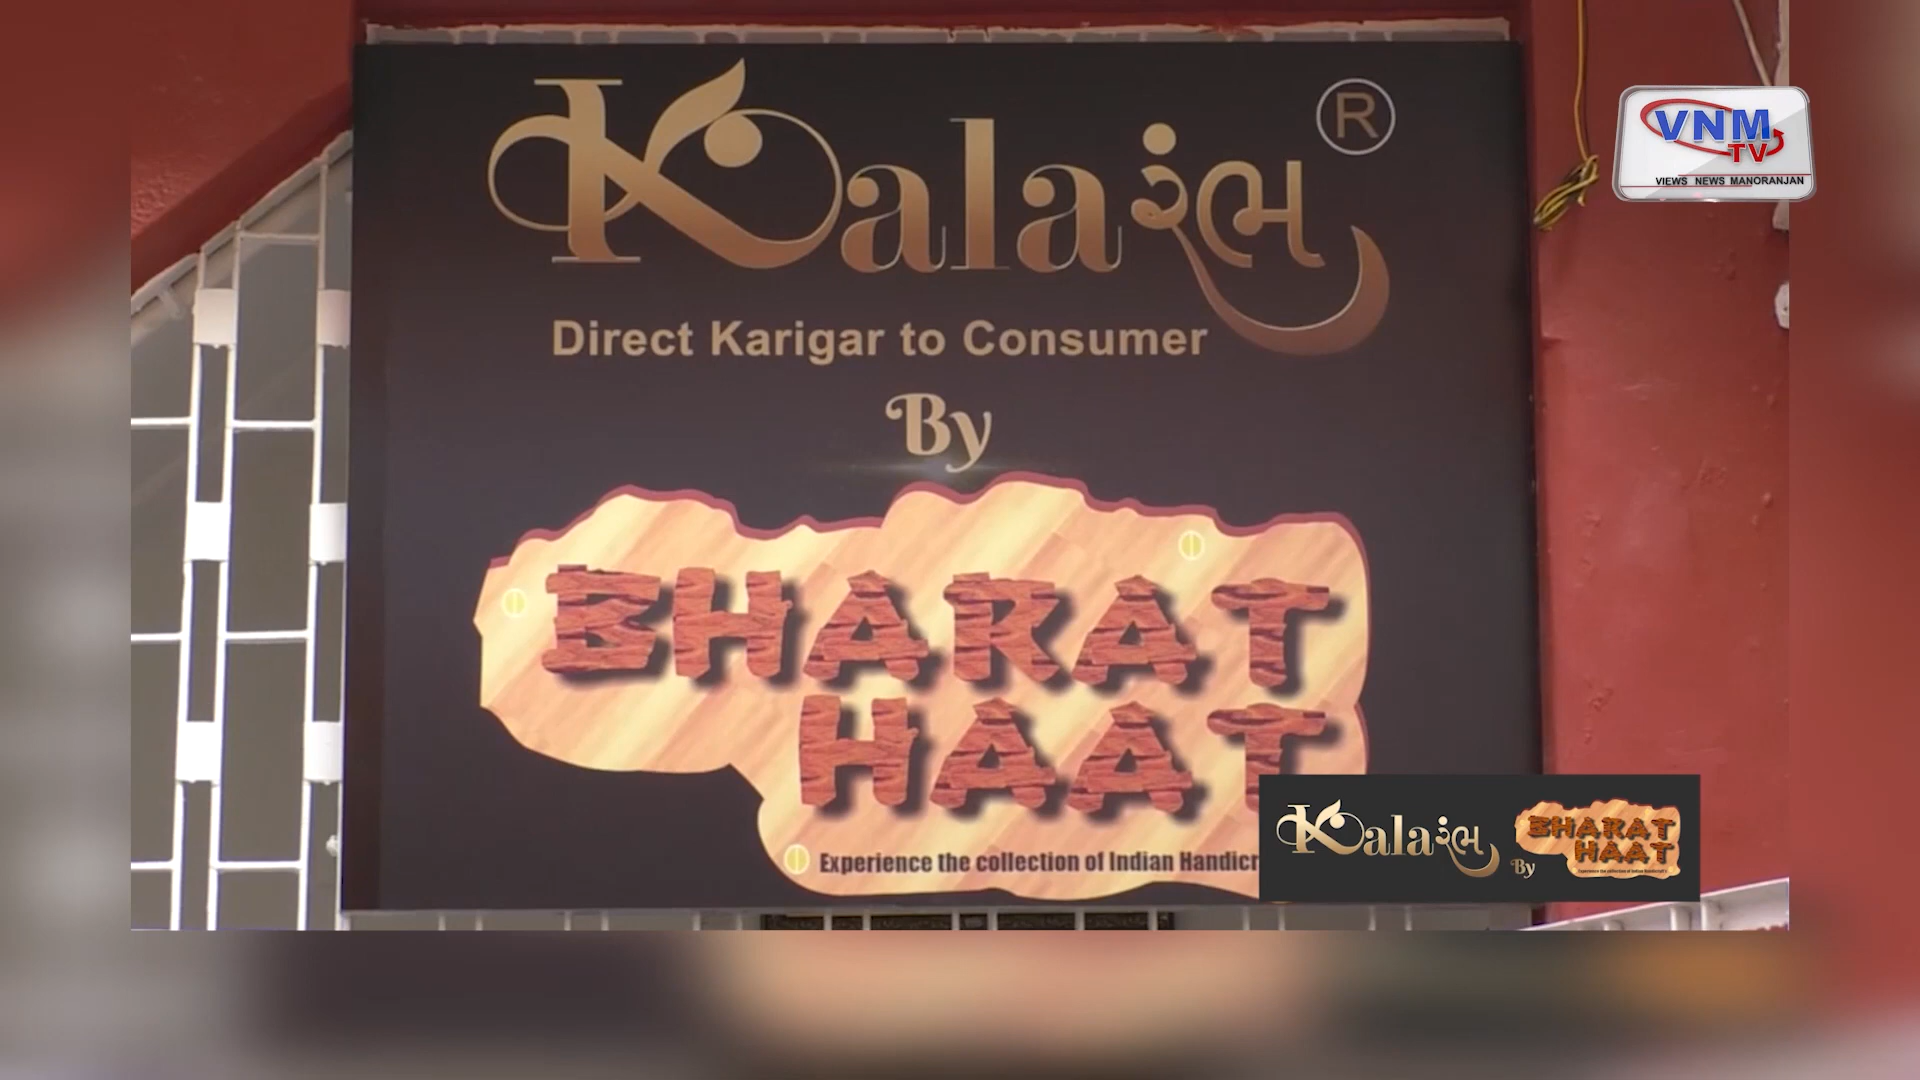 Kalaરંભ ®
Direct Karigar to Consumer
By
BHARAT
HAAT
Experience the collection of Indian
VNM
TV
VIEWS NEWS MANORANJAN
Kalaરંભ
By
BHARAT
HAAT